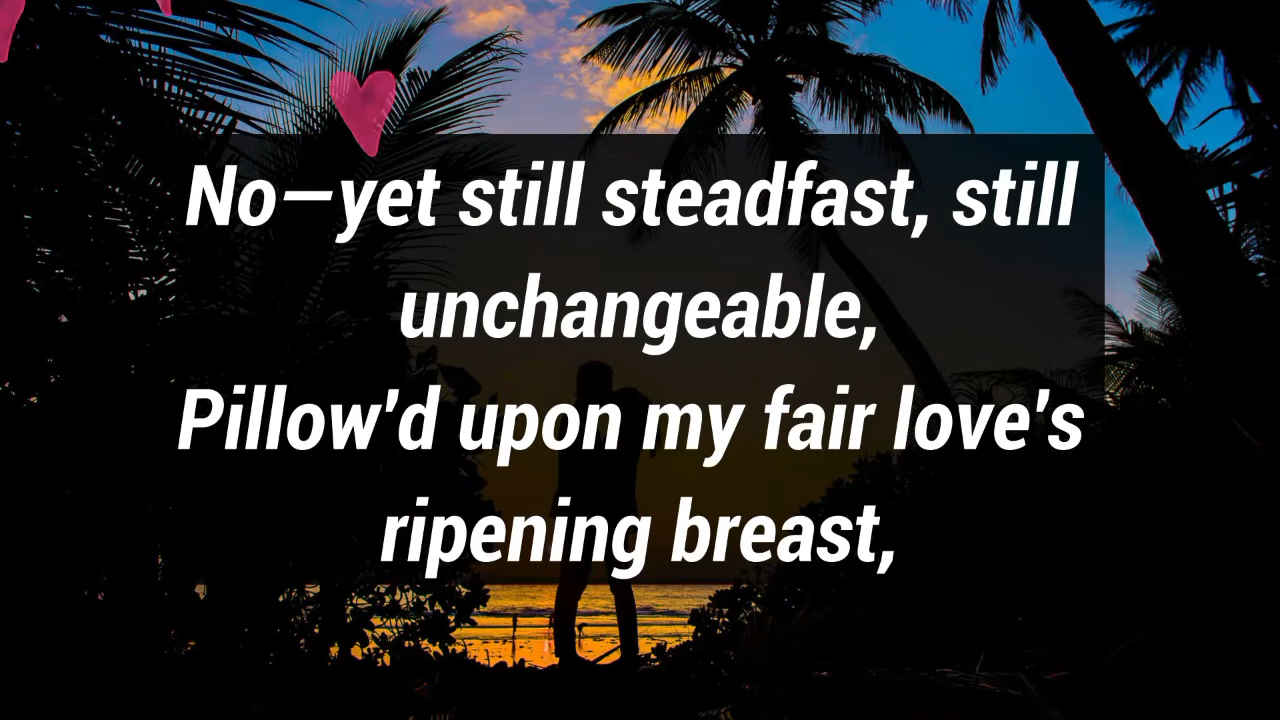 No—yet still steadfast, still
unchangeable,
Pillow'd upon my fair love's
ripening breast,